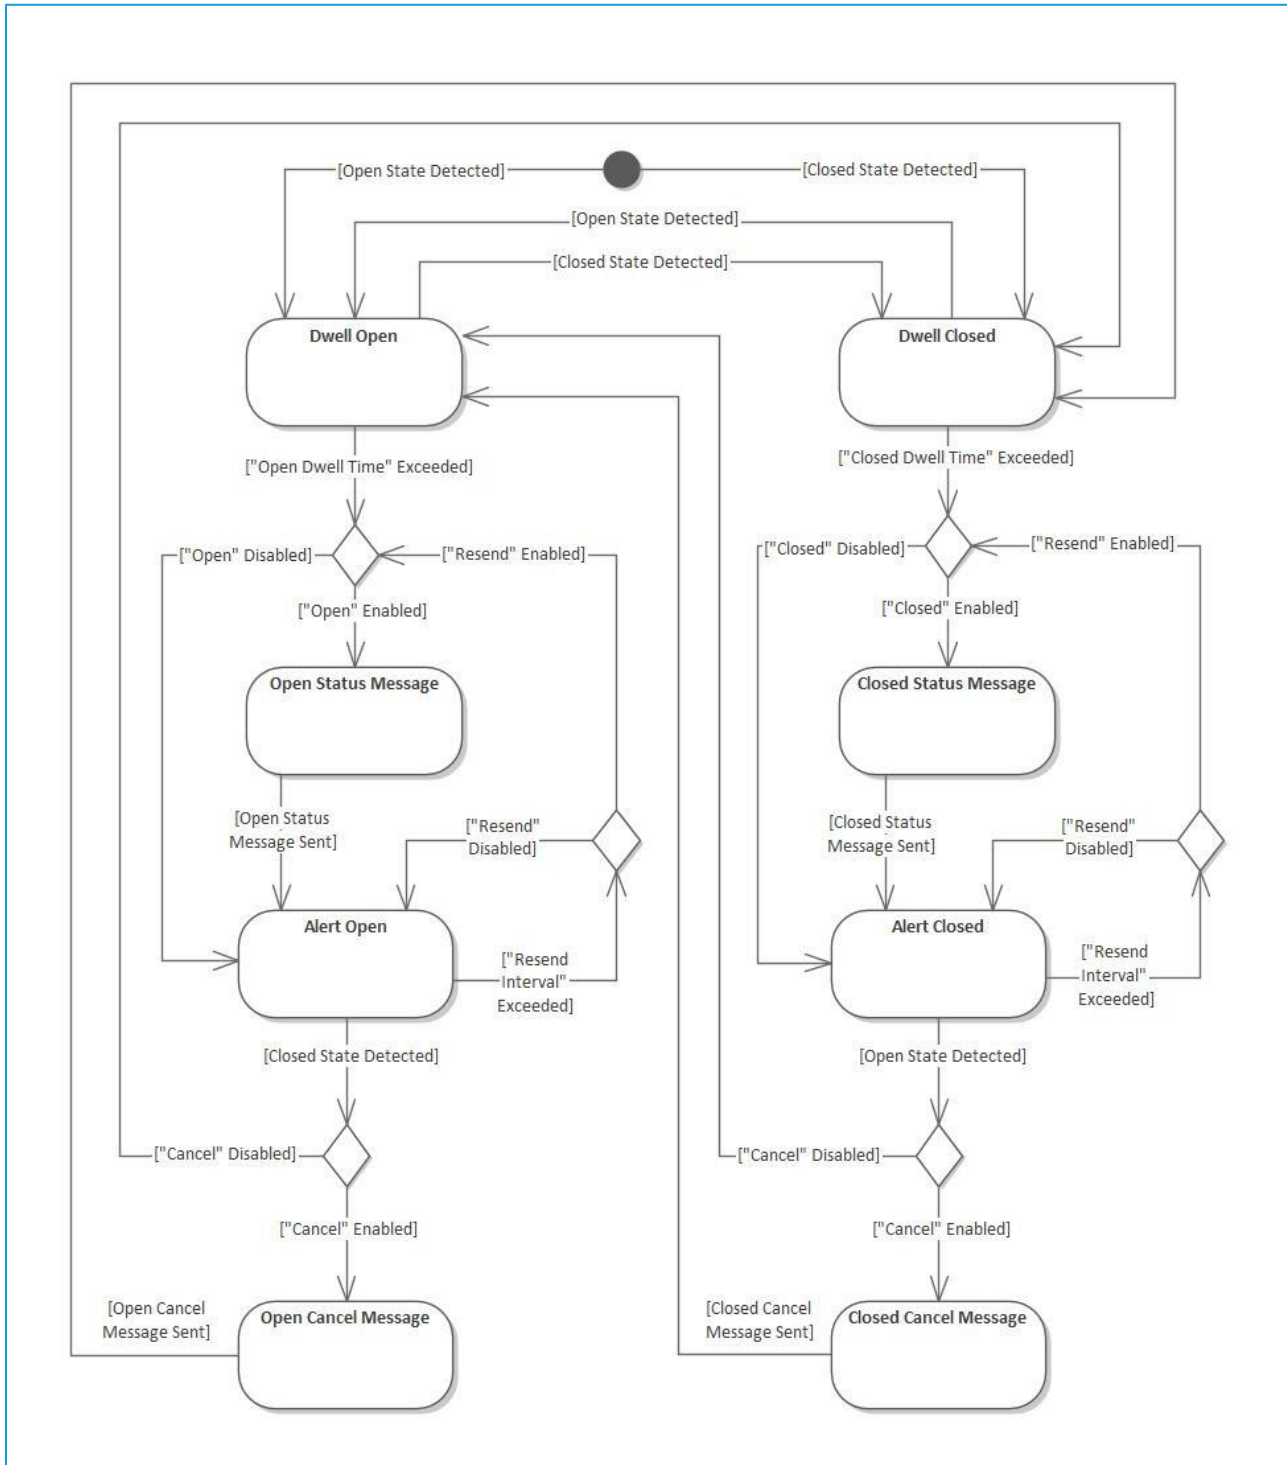 [Open State Detected]
[Closed State Detected]
[Open State Detected]
[Closed State Detected]
Dwell Open
Dwell Closed
["Open Dwell Time" Exceeded]
["Closed Dwell Time" Exceeded]
["Open" Disabled]
["Resend" Enabled]
["Closed" Disabled]
["Resend" Enabled]
["Open" Enabled]
["Closed" Enabled]
Open Status Message
Closed Status Message
[Open Status
Message Sent]
["Resend"
Disabled]
[Closed Status
Message Sent]
["Resend"
Disabled]
Alert Open
Alert Closed
["Resend
Interval"
Exceeded]
["Resend
Interval"
Exceeded]
[Closed State Detected]
[Open State Detected]
["Cancel" Disabled]
["Cancel" Disabled]
["Cancel" Enabled]
["Cancel" Enabled]
[Open Cancel
Message Sent]
Open Cancel Message
[Closed Cancel
Message Sent]
Closed Cancel Message